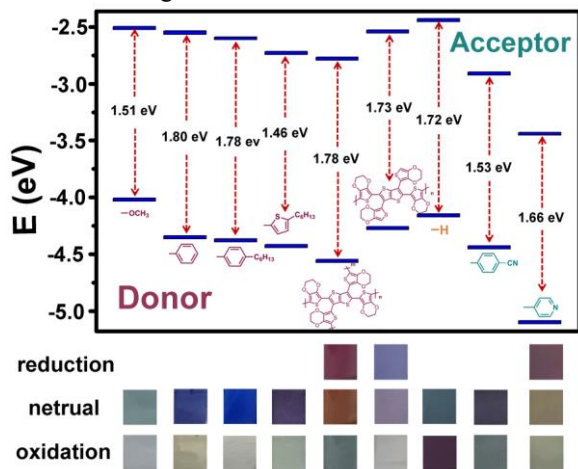 -2.5
Acceptor
-3.0
1.51 eV
1.80 eV
1.78 ev
1.46 eV
1.78 eV
1.73 eV
1.72 eV
1.53 eV
1.66 eV
-3.5
E (eV)
-4.0
-4.5
-5.0
—OCH₃
C₆H₁₃
S
C₆H₁₃
—H
CN
N
Donor
reduction
netrual
oxidation